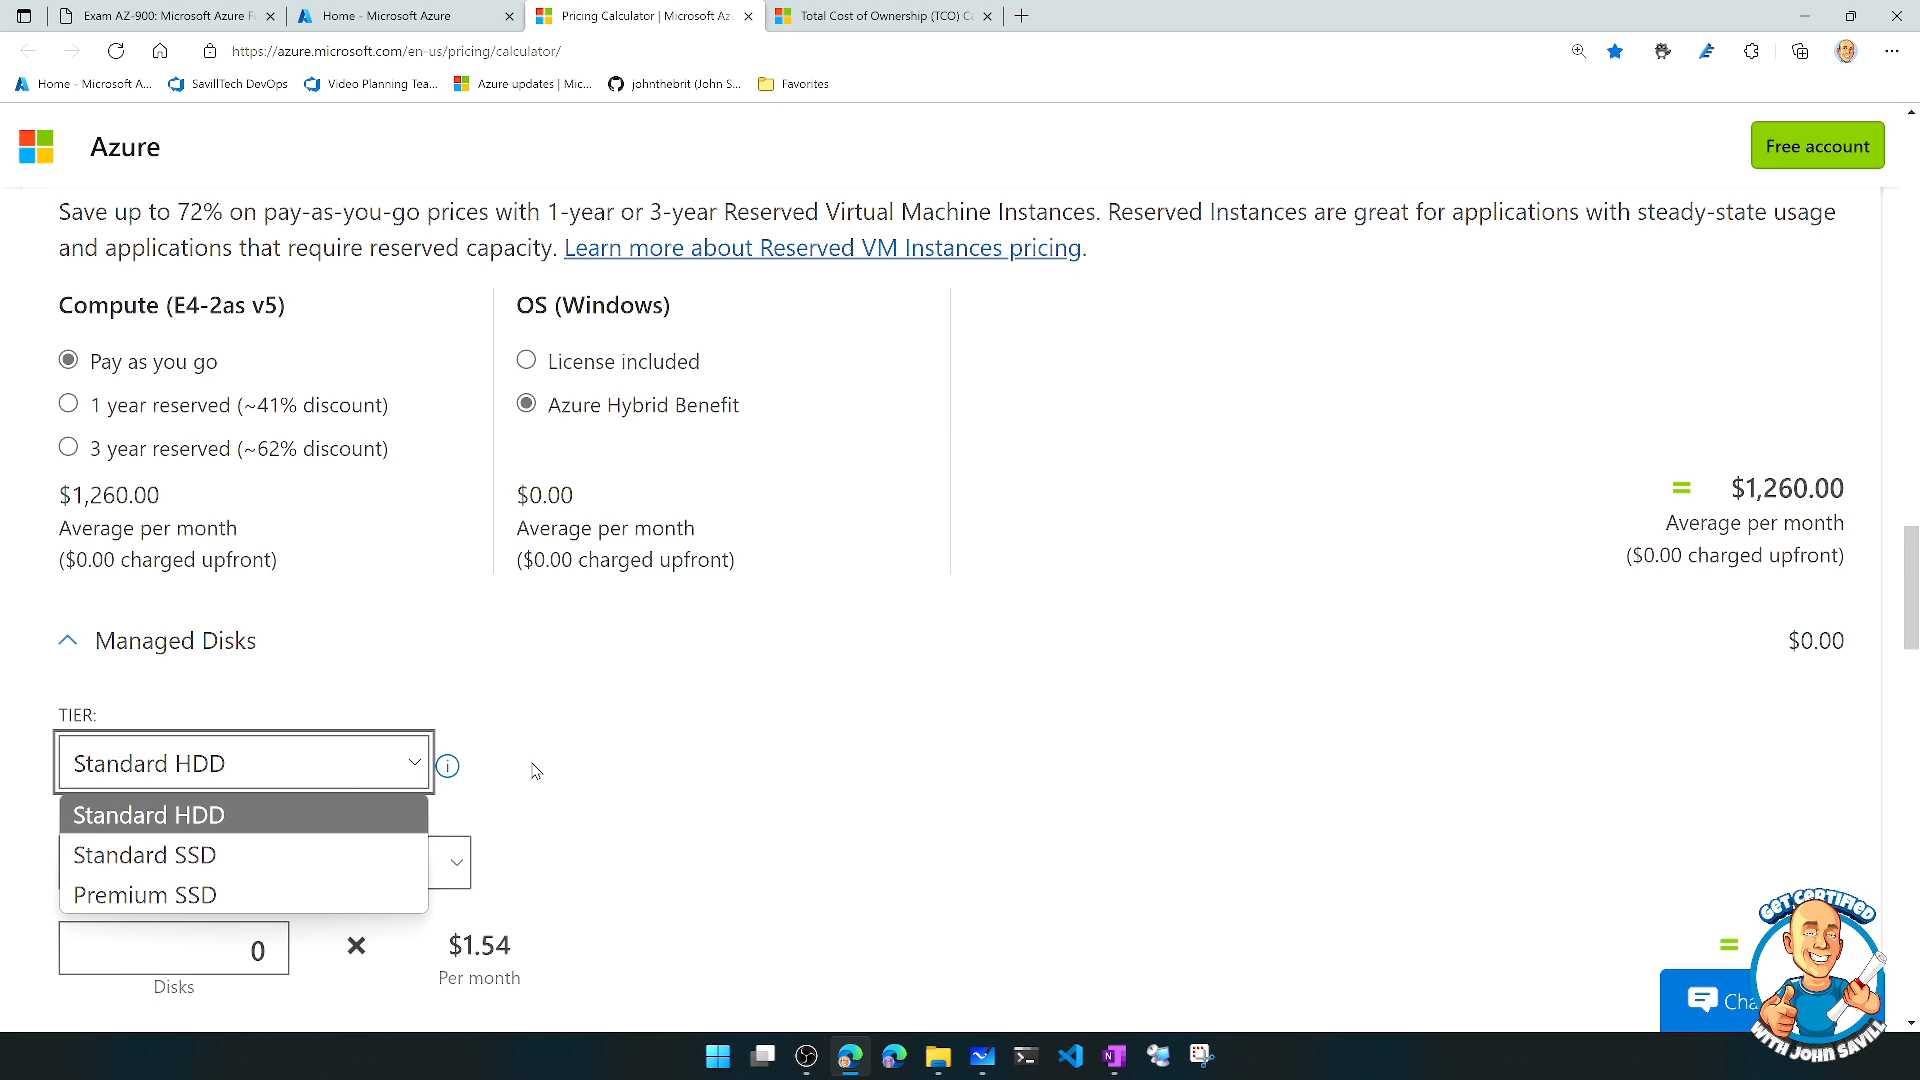 Exam AZ-900: Microsoft Azure F
Home - Microsoft Azure
Pricing Calculator | Microsoft Az
Total Cost of Ownership (TCO) C
https://azure.microsoft.com/en-us/pricing/calculator/
Home - Microsoft A...
SavillTech DevOps
Video Planning Tea...
Azure updates | Mic...
johnthebrit (John S...
Favorites
Azure
Free account
Save up to 72% on pay-as-you-go prices with 1-year or 3-year Reserved Virtual Machine Instances. Reserved Instances are great for applications with steady-state usage
and applications that require reserved capacity. Learn more about Reserved VM Instances pricing.
Compute (E4-2as v5)
Pay as you go
1 year reserved (~41% discount)
3 year reserved (~62% discount)
$1,260.00
Average per month
($0.00 charged upfront)
OS (Windows)
License included
Azure Hybrid Benefit
$0.00
Average per month
($0.00 charged upfront)
= $1,260.00
Average per month
($0.00 charged upfront)
Managed Disks
$0.00
TIER:
Standard HDD
Standard HDD
Standard SSD
Premium SSD
0
Disks
× $1.54
Per month
=
Cha
GET CERTIFIED
WITH JOHN SAVILL